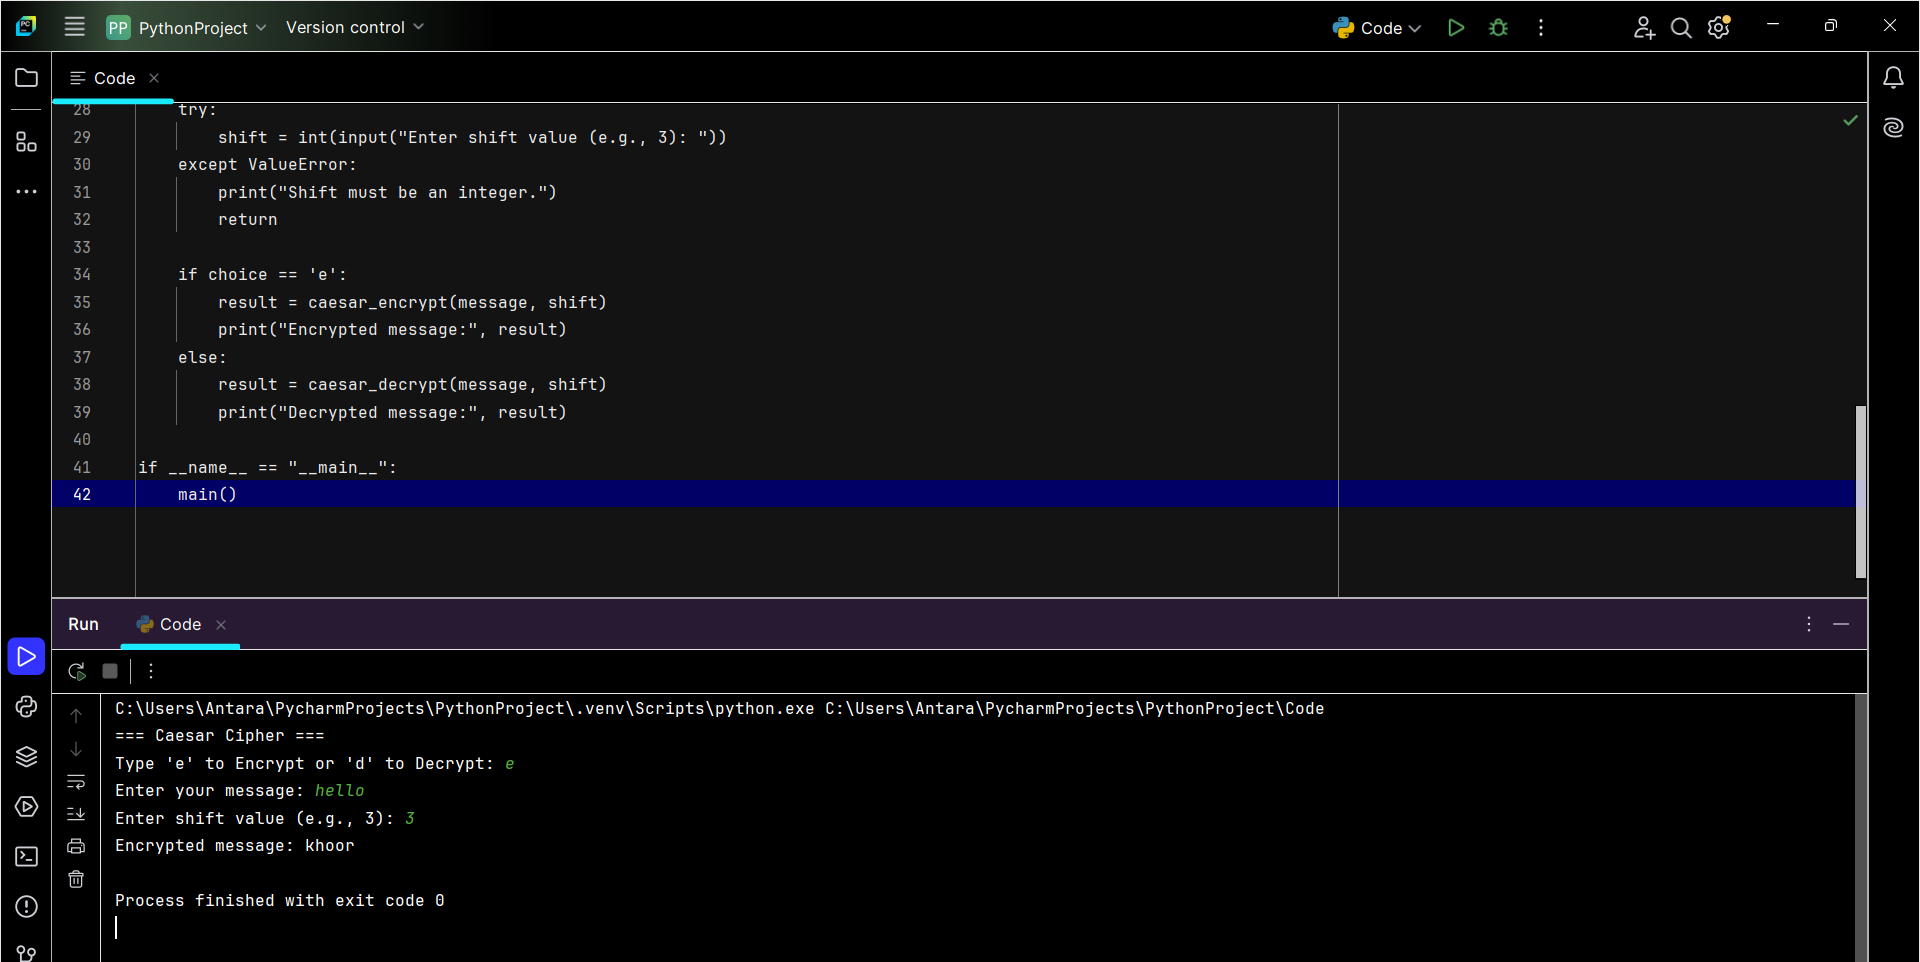 PC
PP PythonProject Version control Code
Code
28 try:
29 shift = int(input("Enter shift value (e.g., 3): "))
30 except ValueError:
31 print("Shift must be an integer.")
32 return
33
34 if choice == 'e':
35 result = caesar_encrypt(message, shift)
36 print("Encrypted message:", result)
37 else:
38 result = caesar_decrypt(message, shift)
39 print("Decrypted message:", result)
40
41 if __name__ == "__main__":
42 main()
Run Code
C:\Users\Antara\PycharmProjects\PythonProject\.venv\Scripts\python.exe C:\Users\Antara\PycharmProjects\PythonProject\Code
=== Caesar Cipher ===
Type 'e' to Encrypt or 'd' to Decrypt: e
Enter your message: hello
Enter shift value (e.g., 3): 3
Encrypted message: khoor
Process finished with exit code 0